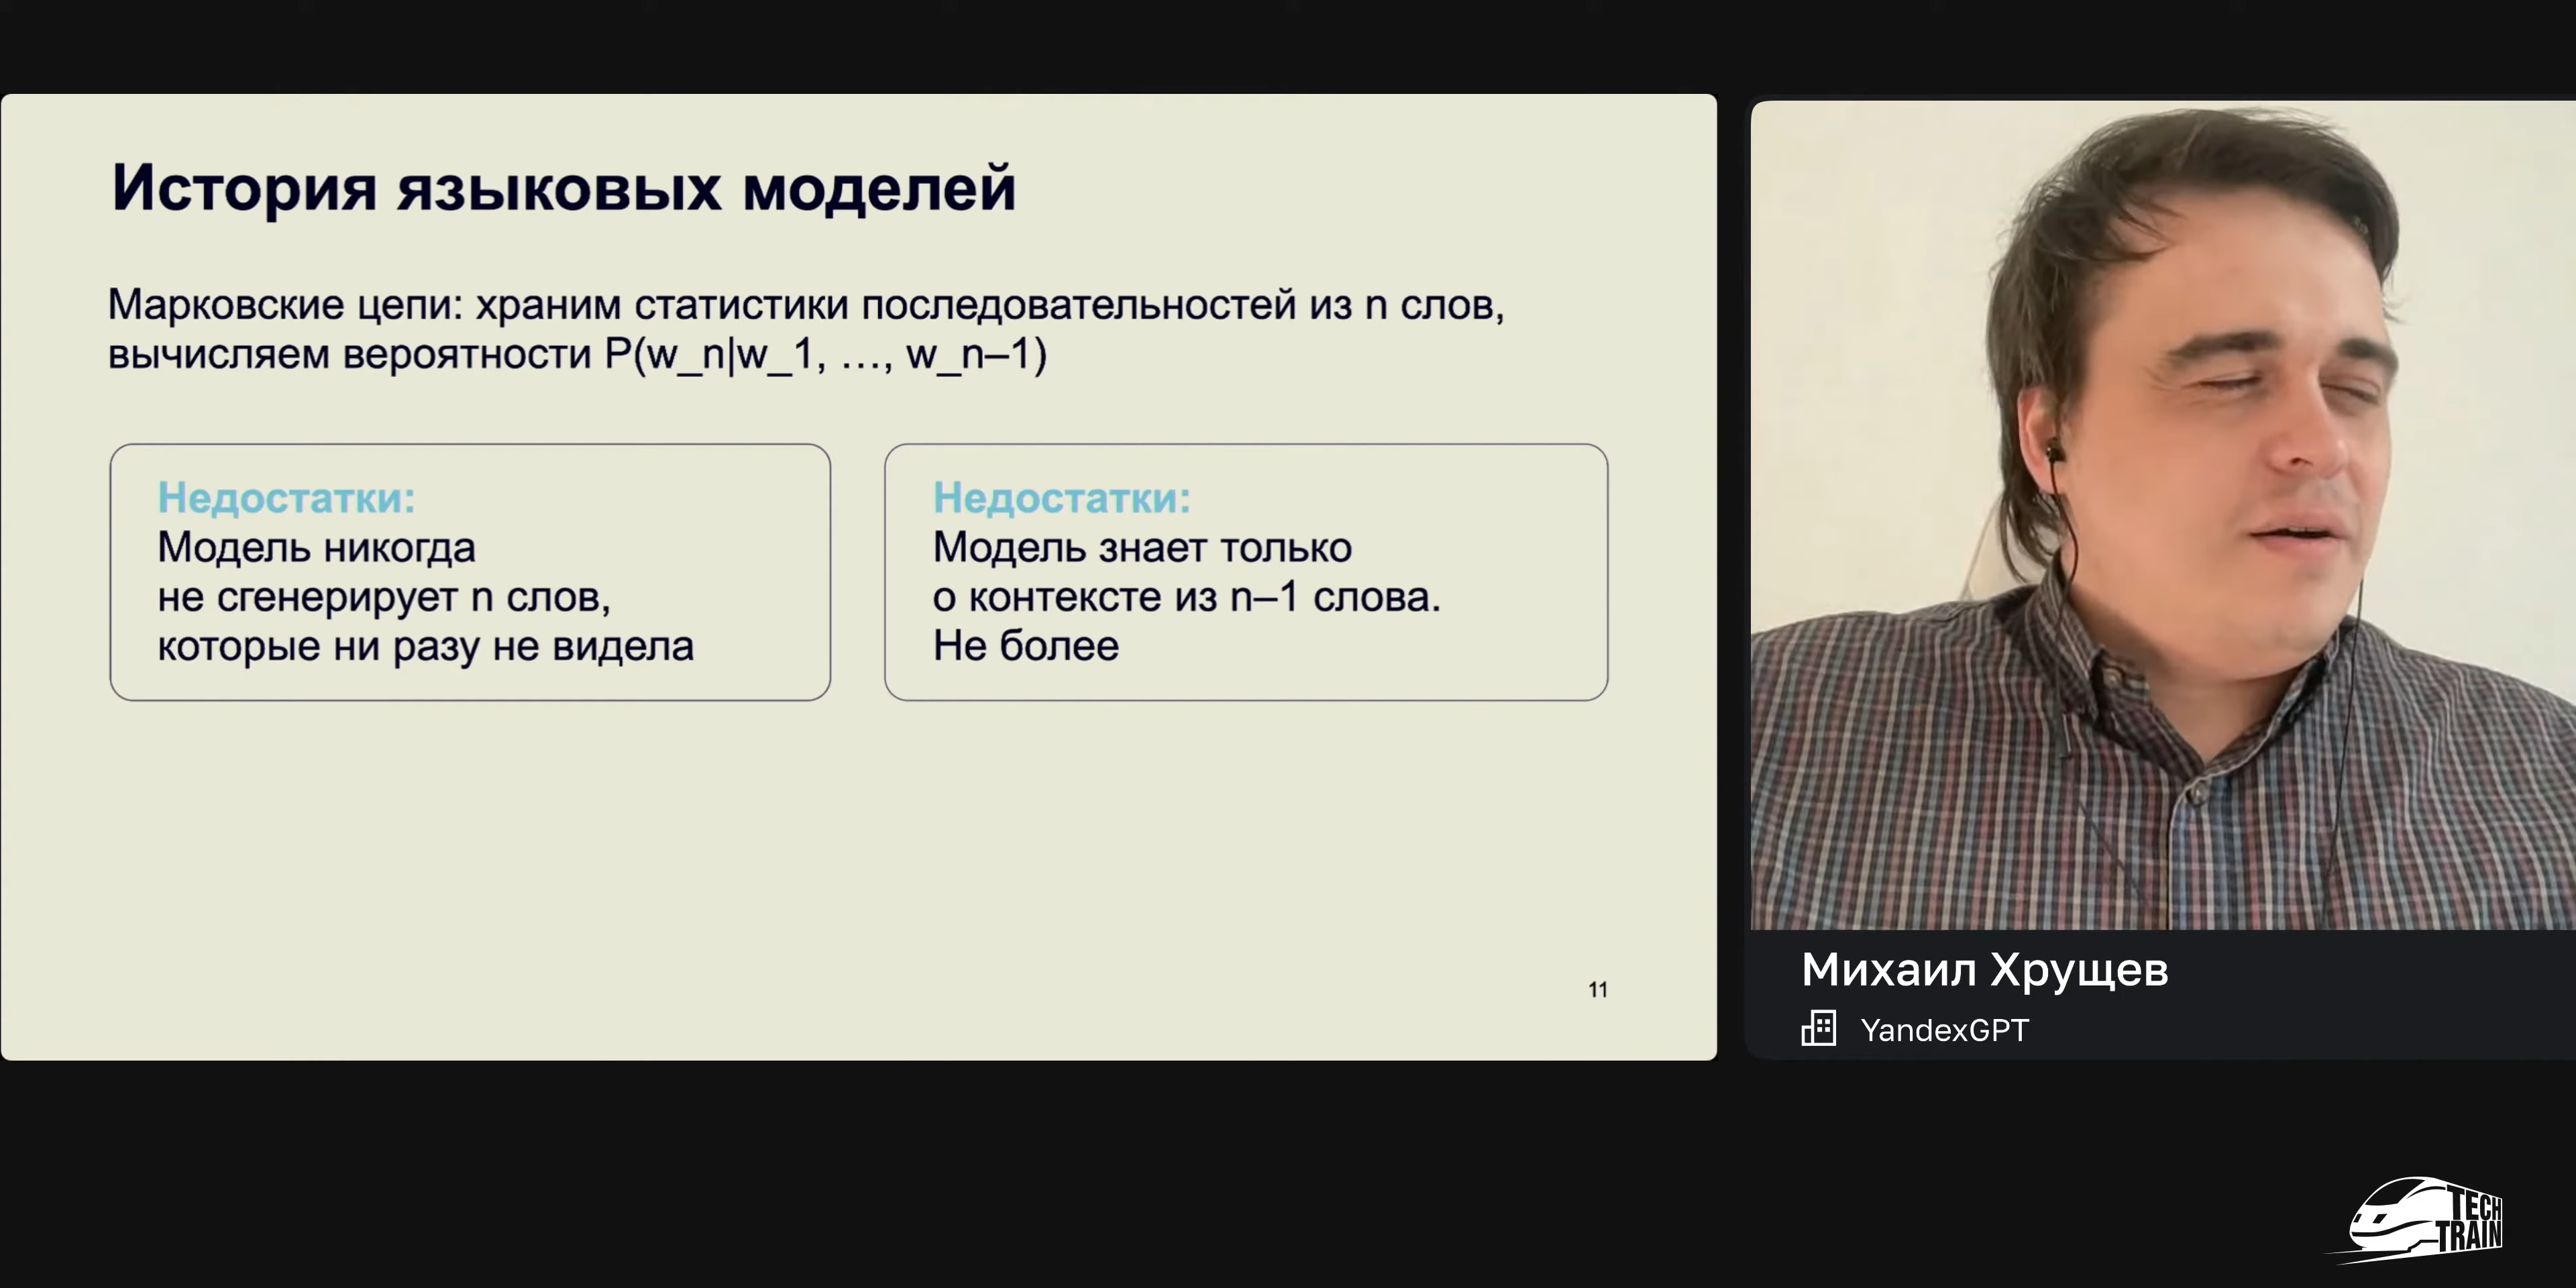 История языковых моделей
Марковские цепи: храним статистики последовательностей из n слов,
вычисляем вероятности P(w_n|w_1, …, w_n–1)
Недостатки:
Модель никогда
не сгенерирует n слов,
которые ни разу не видела
Недостатки:
Модель знает только
о контексте из n–1 слова.
Не более
11
Михаил Хрущев
YandexGPT
TECH
TRAIN